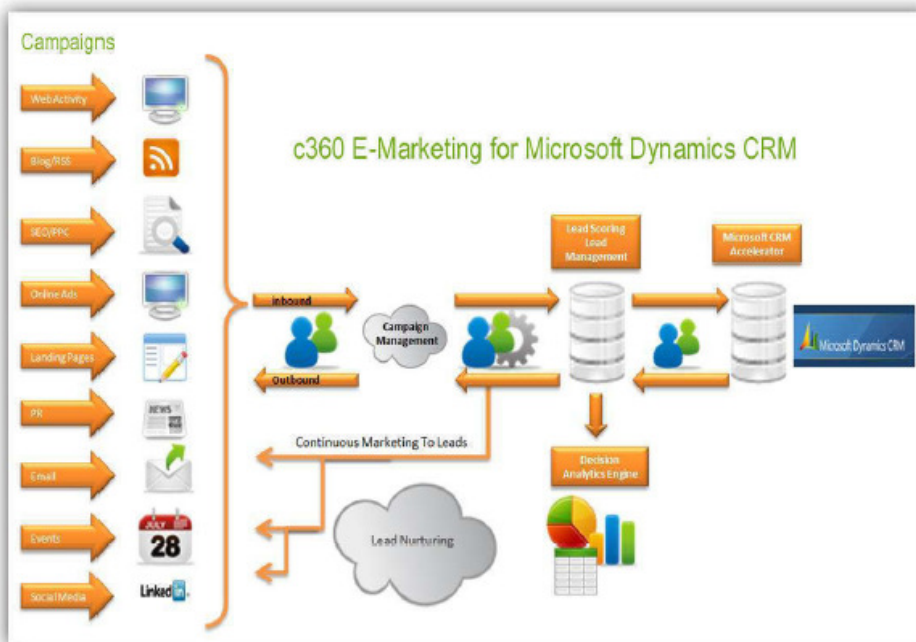 Campaigns
Web Activity
Blog/RSS
SEO/PPC
Online Ads
Landing Pages
PR
Email
Events
Social Media
NEWS
JULY
28
Linked in
c360 E-Marketing for Microsoft Dynamics CRM
Inbound
Outbound
Campaign
Management
Lead Scoring
Lead
Management
Microsoft CRM
Accelerator
Microsoft Dynamics CRM
Continuous Marketing To Leads
Lead Nurturing
Decision
Analytics Engine